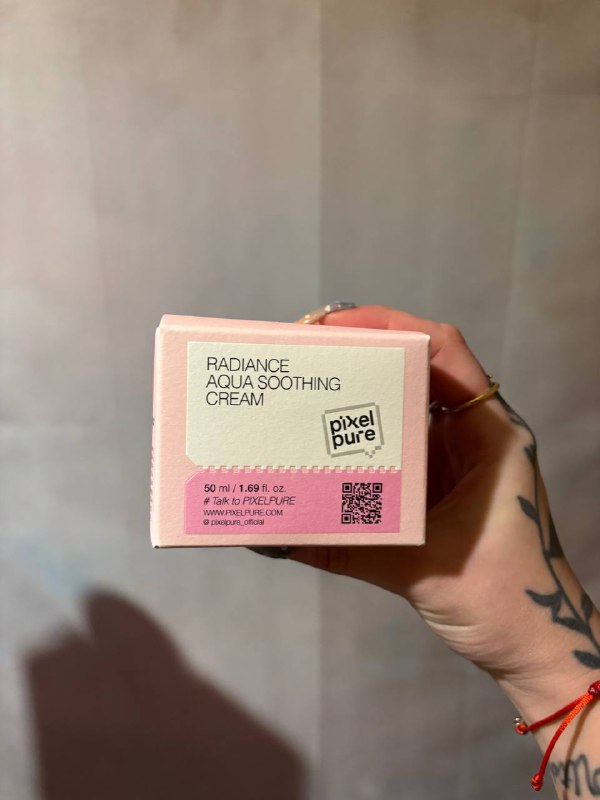 RADIANCE
AQUA SOOTHING
CREAM
pixel
pure
50 ml / 1.69 fl. oz.
# Talk to PIXELPURE
WWW.PIXELPURE.COM
@ pixelpure_official